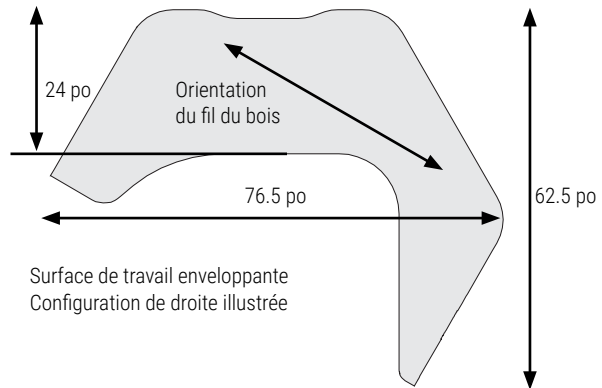 24 po
Orientation
du fil du bois
76.5 po
62.5 po
Surface de travail enveloppante
Configuration de droite illustrée